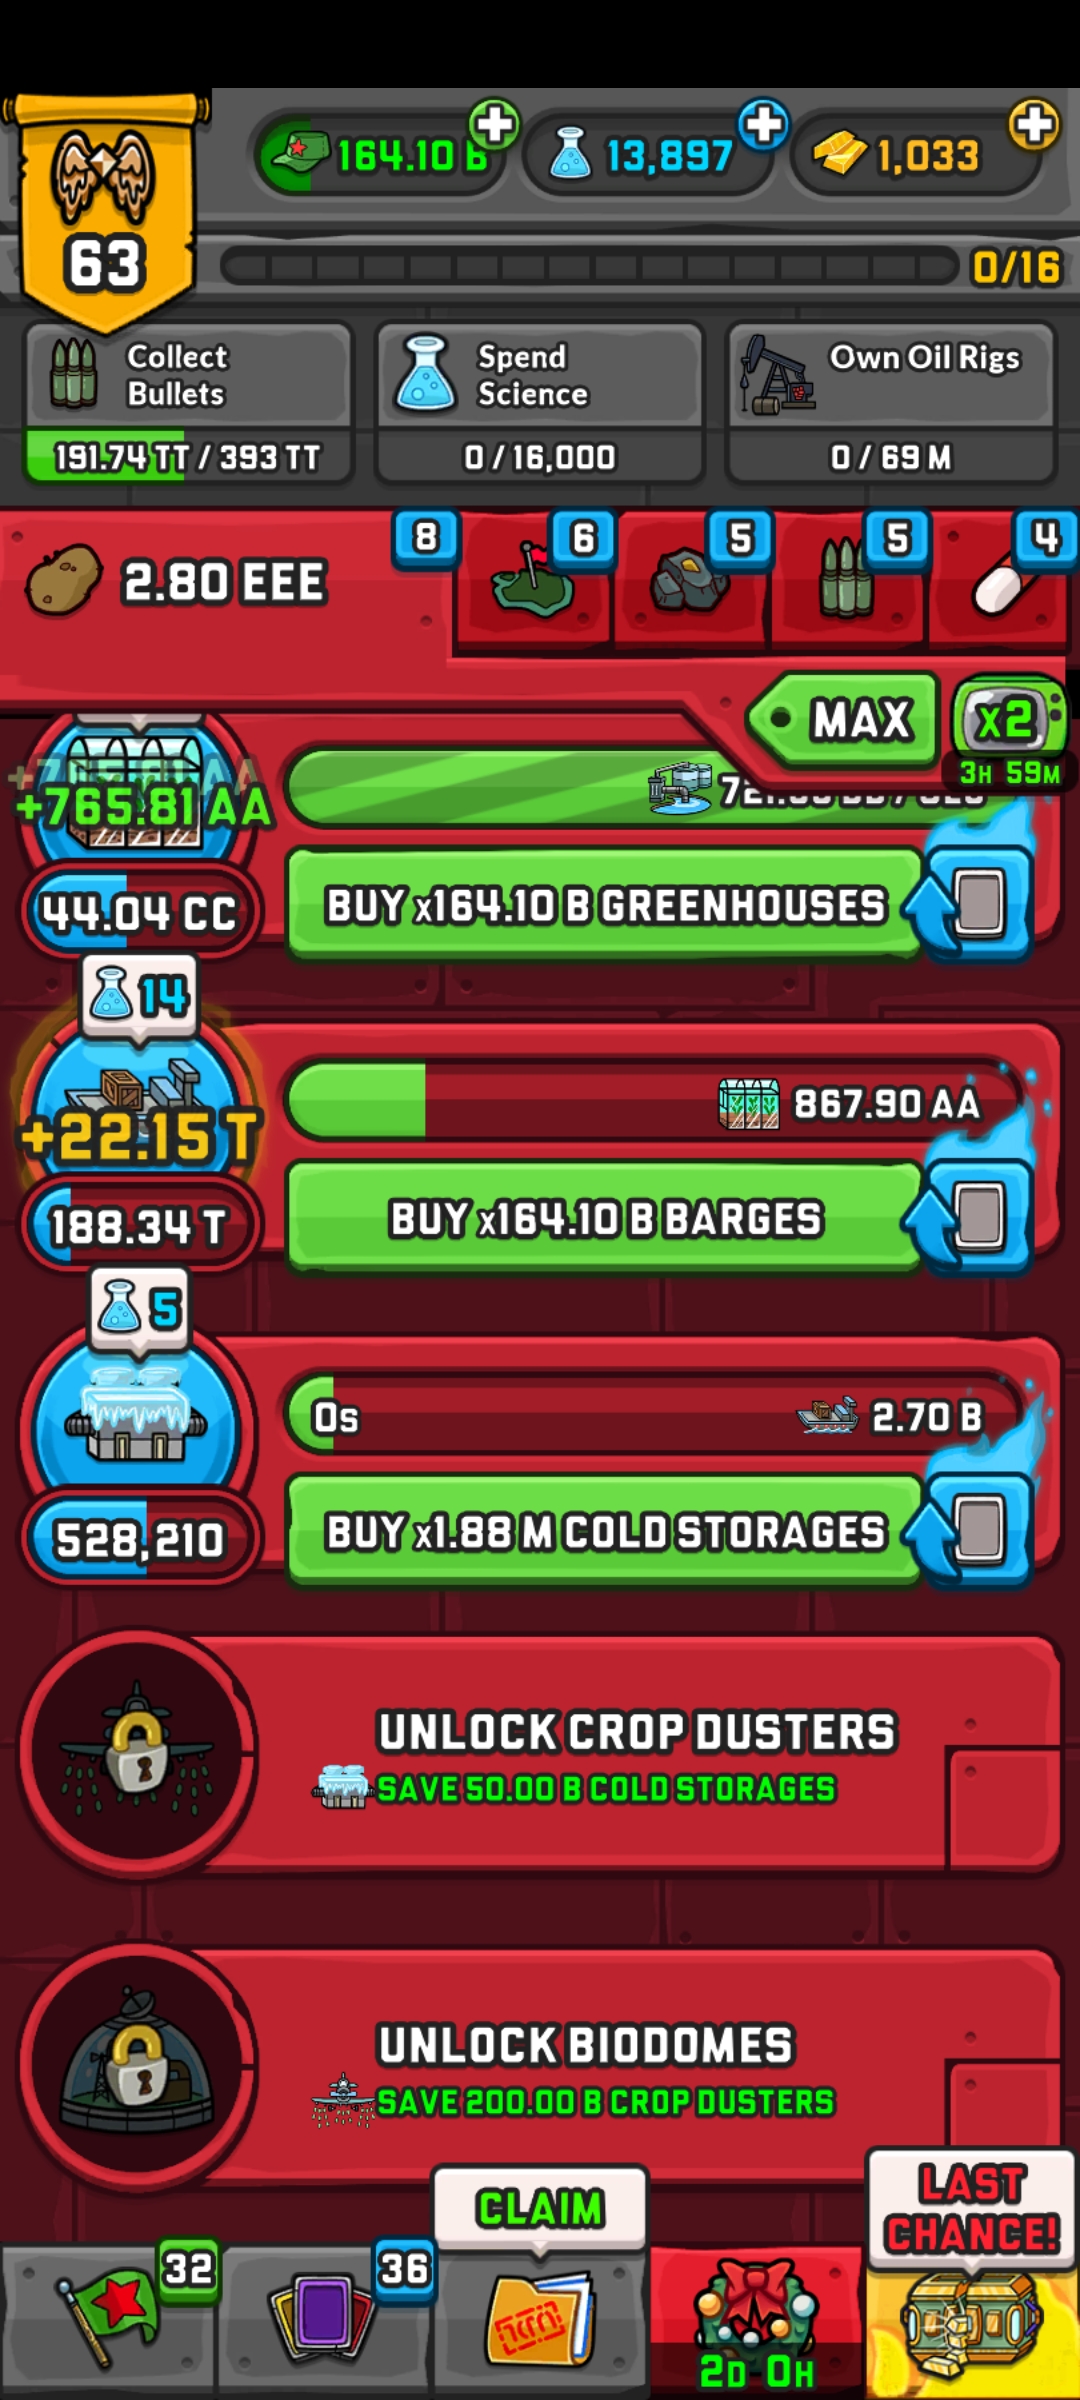 63
164.10 B
13,897
1,033
0/16
Collect
Bullets
191.74 TT / 393 TT
Spend
Science
0 / 16,000
Own Oil Rigs
0 / 69 M
2.80 EEE
8
6
5
5
4
MAX
x2
3H 59M
+765.81 AA
44.04 CC
BUY x164.10 B GREENHOUSES
14
+22.15 T
188.34 T
867.90 AA
BUY x164.10 B BARGES
5
528,210
0s
2.70 B
BUY x1.88 M COLD STORAGES
UNLOCK CROP DUSTERS
SAVE 50.00 B COLD STORAGES
UNLOCK BIODOMES
SAVE 200.00 B CROP DUSTERS
32
36
CLAIM
2D 0H
LAST
CHANCE!